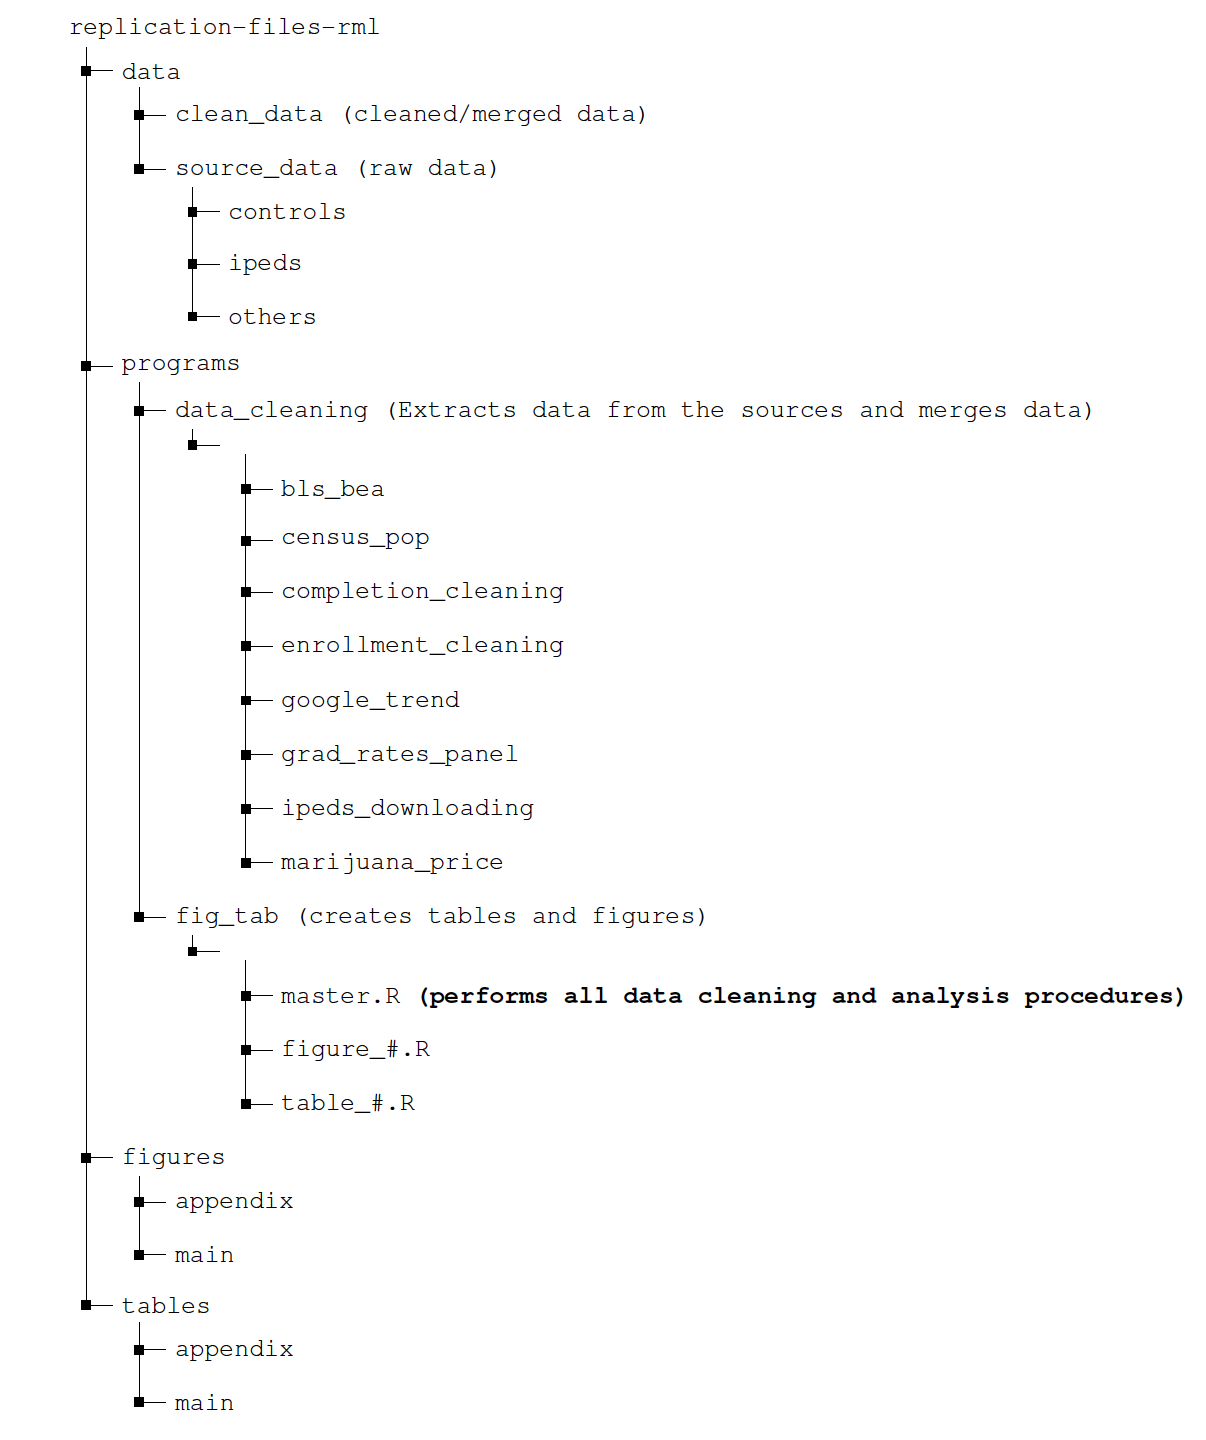 replication-files-rml
data
clean_data (cleaned/merged data)
source_data (raw data)
controls
ipeds
others
programs
data_cleaning (Extracts data from the sources and merges data)
bls_bea
census_pop
completion_cleaning
enrollment_cleaning
google_trend
grad_rates_panel
ipeds_downloading
marijuana_price
fig_tab (creates tables and figures)
master.R (performs all data cleaning and analysis procedures)
figure_#.R
table_#.R
figures
appendix
main
tables
appendix
main